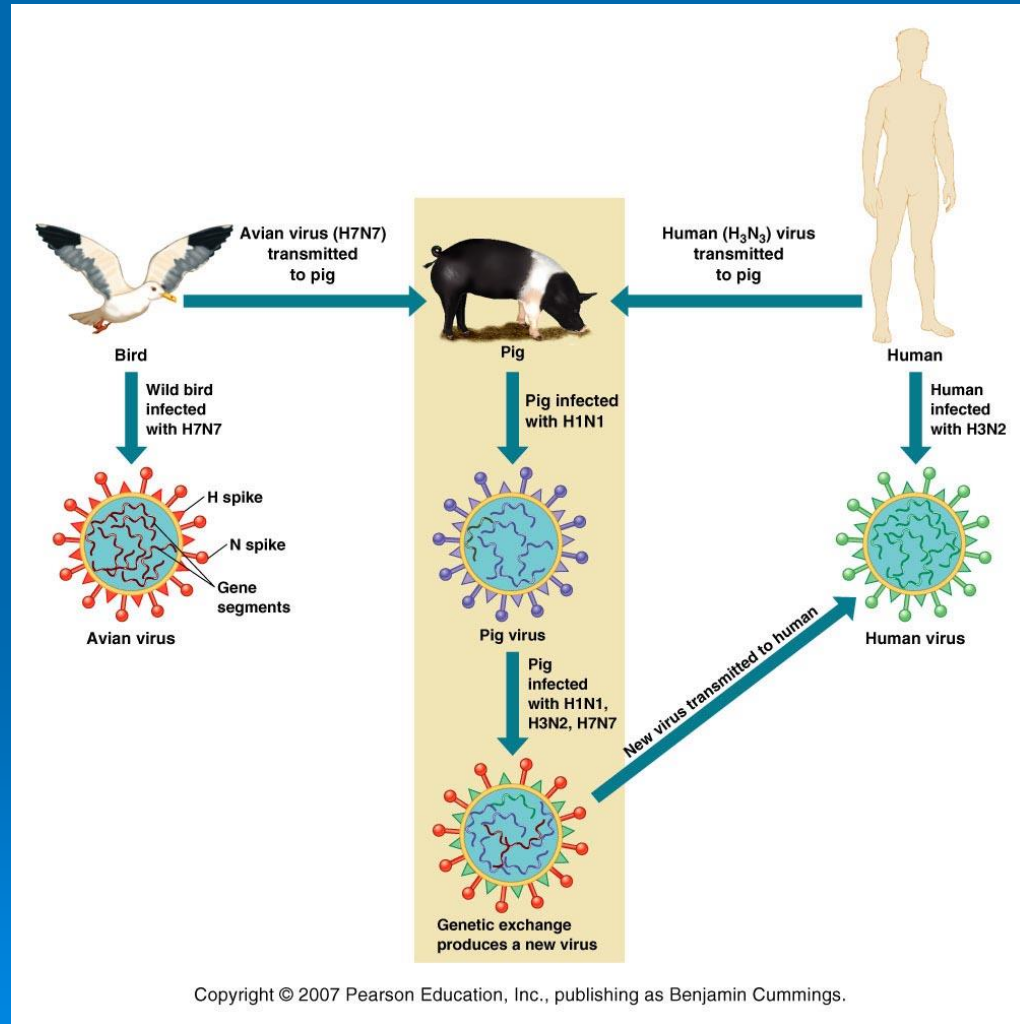 Avian virus (H7N7)
transmitted
to pig
Human (H₃N₃) virus
transmitted
to pig
Bird
Pig
Human
Wild bird
infected
with H7N7
Pig infected
with H1N1
Human
infected
with H3N2
H spike
N spike
Gene
segments
Avian virus
Pig virus
Human virus
Pig
infected
with H1N1,
H3N2, H7N7
New virus transmitted to human
Genetic exchange
produces a new virus
Copyright © 2007 Pearson Education, Inc., publishing as Benjamin Cummings.